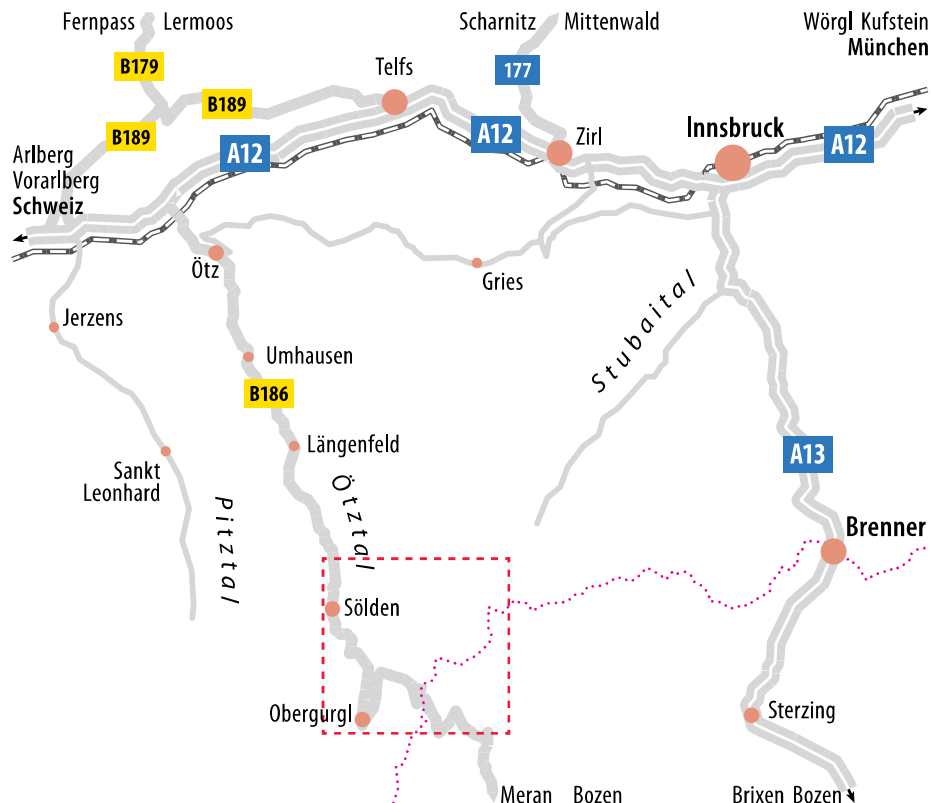 Fernpass Lermoos
Scharnitz Mittenwald
Wörgl Kufstein
München
B179
Telfs
177
B189
B189
A12
A12
Zirl
Innsbruck
A12
Arlberg
Vorarlberg
Schweiz
Ötz
Gries
Jerzens
Stubaital
Umhausen
B186
Längenfeld
A13
Sankt
Leonhard
Pitztal
Ötztal
Brenner
Sölden
Obergurgl
Sterzing
Meran Bozen
Brixen Bozen